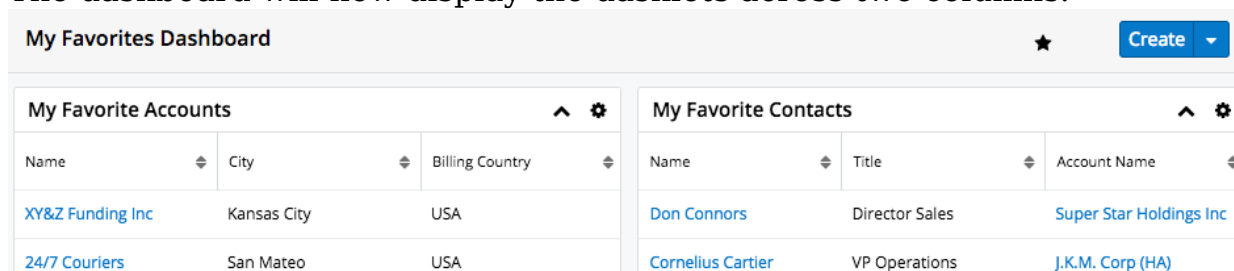 The dashboard will now display the dashlets across two columns.
My Favorites Dashboard
Create
My Favorite Accounts
Name City Billing Country
XY&Z Funding Inc Kansas City USA
24/7 Couriers San Mateo USA
My Favorite Contacts
Name Title Account Name
Don Connors Director Sales Super Star Holdings Inc
Cornelius Cartier VP Operations J.K.M. Corp (HA)